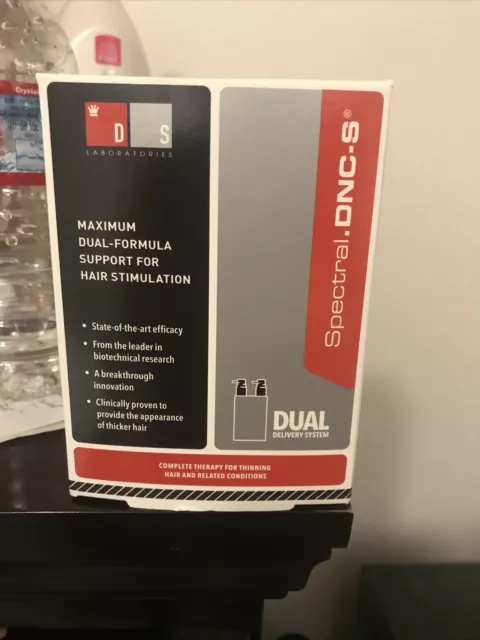 Crystal
D S
LABORATORIES
MAXIMUM
DUAL-FORMULA
SUPPORT FOR
HAIR STIMULATION
• State-of-the-art efficacy
• From the leader in
biotechnical research
• A breakthrough
innovation
• Clinically proven to
provide the appearance
of thicker hair
Spectral.DNC-S®
DUAL
DELIVERY SYSTEM
COMPLETE THERAPY FOR THINNING
HAIR AND RELATED CONDITIONS